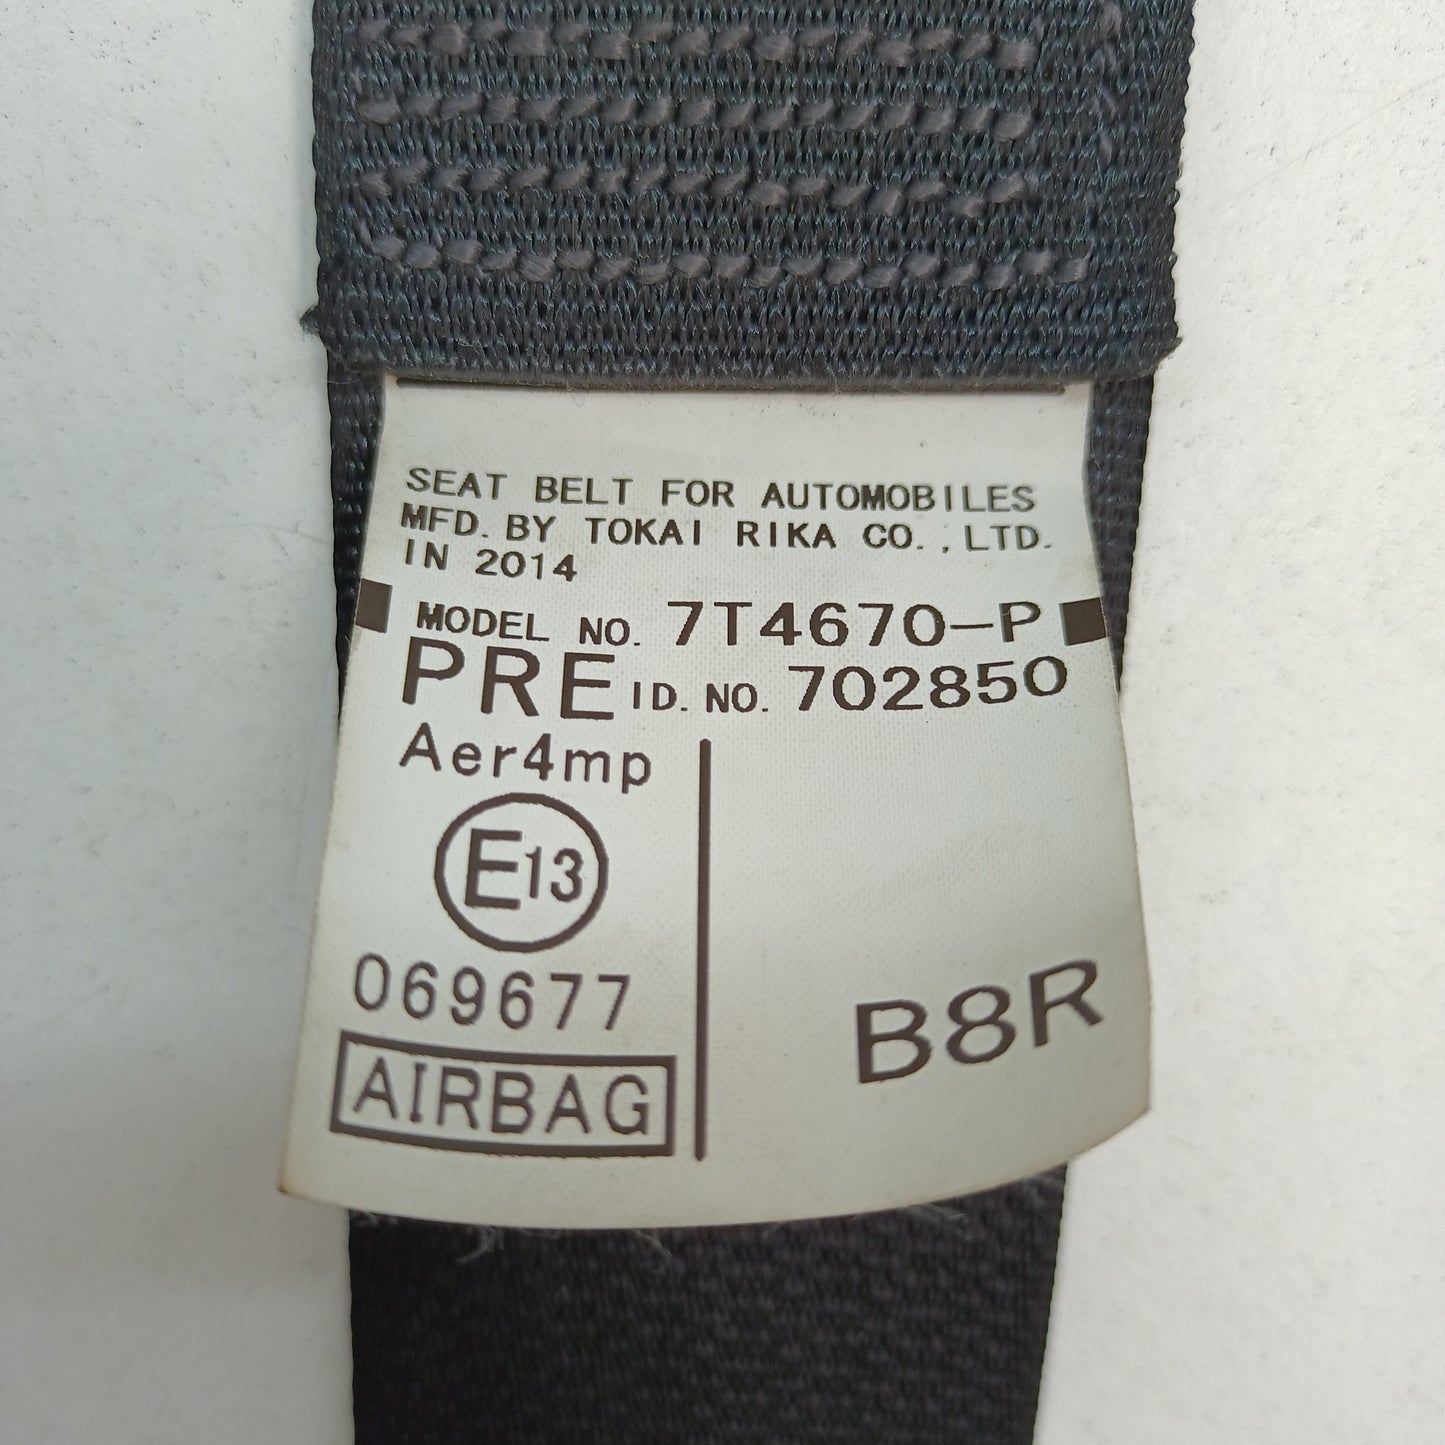 SEAT BELT FOR AUTOMOBILES
MFD. BY TOKAI RIKA CO., LTD.
IN 2014
MODEL NO. 7T4670-P
PRE ID. NO. 702850
Aer4mp
E13
069677
AIRBAG
B8R